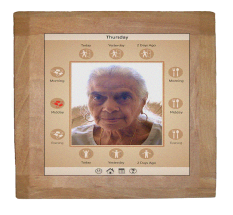 Thursday
Today Yesterday 2 Days Ago
Morning Morning
Midday Midday
Evening Evening
Today Yesterday 2 Days Ago